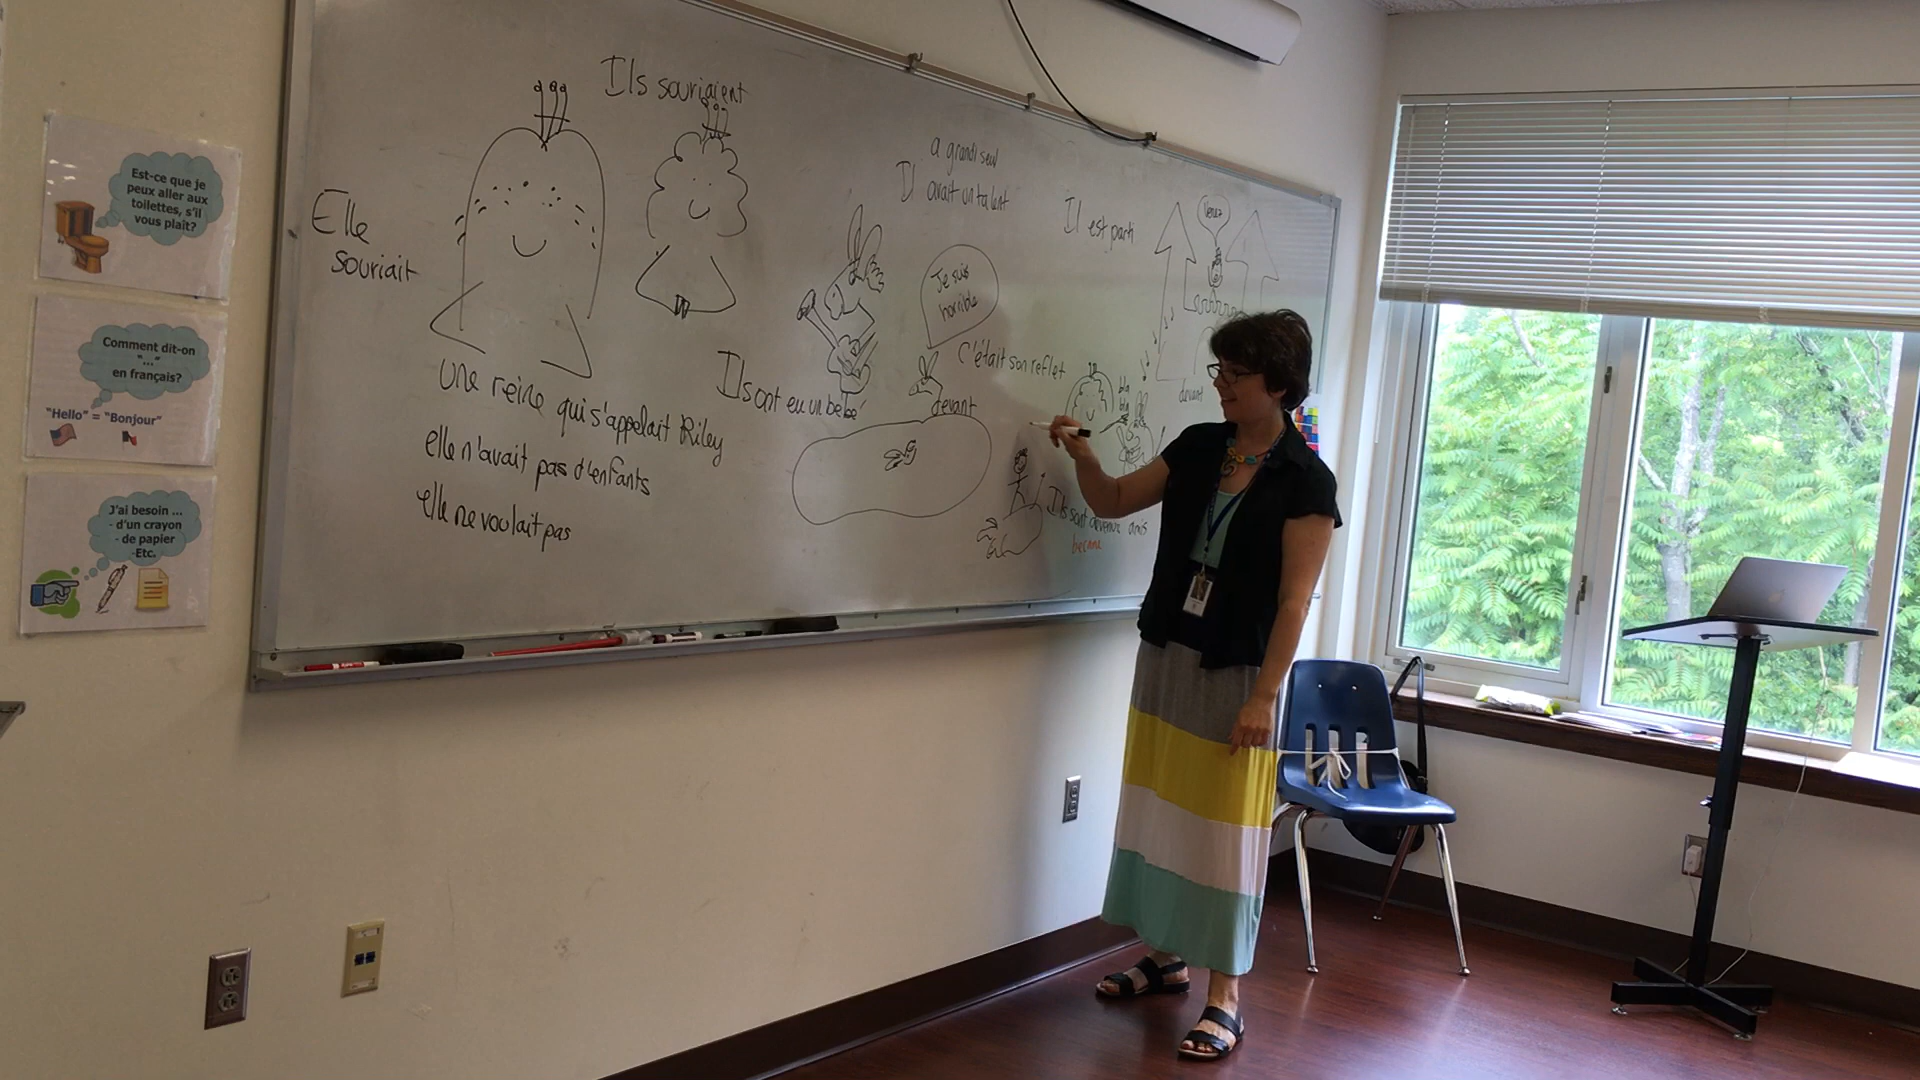 Est-ce que je
peux aller aux
toilettes, s'il
vous plaît?
Comment dit-on
"..."
en français?
"Hello" = "Bonjour"
J'ai besoin ...
- d'un crayon
- de papier
-Etc.
Ils souriaient
Elle
souriait
une reine qui s'appelait Riley
elle n'avait pas d'enfants
elle ne voulait pas
Ils ont eu un bébé
a grandi seul
Il avait un talent
Je suis
horrible
C'était son reflet
devant
Il est parti
Venez
devant
bla
bla
Ils sont devenus amis
became